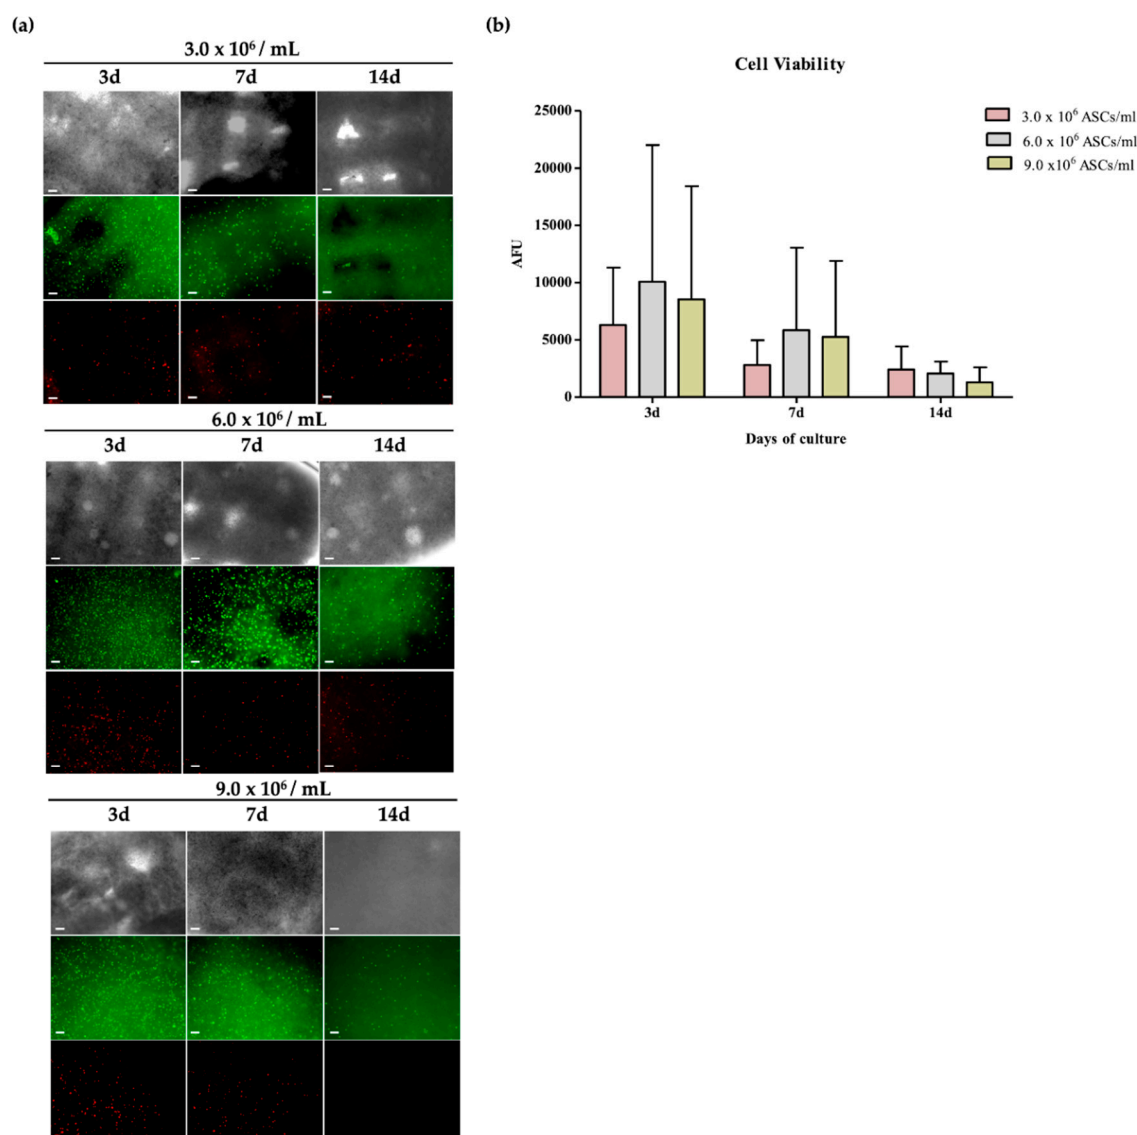 (a)
3.0 x 10⁶ / mL
3d 7d 14d
6.0 x 10⁶ / mL
3d 7d 14d
9.0 x 10⁶ / mL
3d 7d 14d
(b)
Cell Viability
25000
20000
15000
10000
5000
0
AFU
3d 7d 14d
Days of culture
3.0 x 10⁶ ASCs/ml
6.0 x 10⁶ ASCs/ml
9.0 x10⁶ ASCs/ml